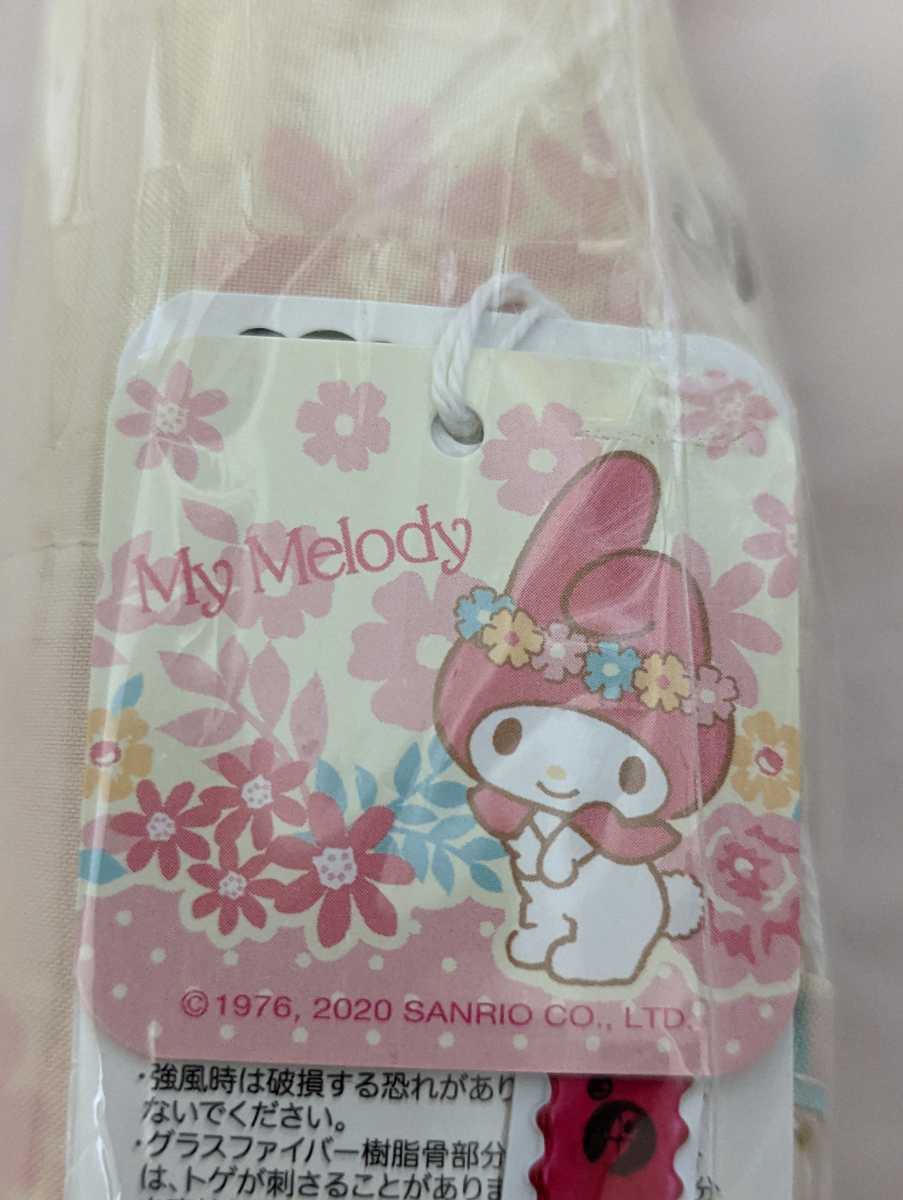 My Melody
©1976, 2020 SANRIO CO., LTD.
・強風時は破損する恐れがあり
ないでください。
・グラスファイバー樹脂骨部分
は、トゲが刺さることがありま
分